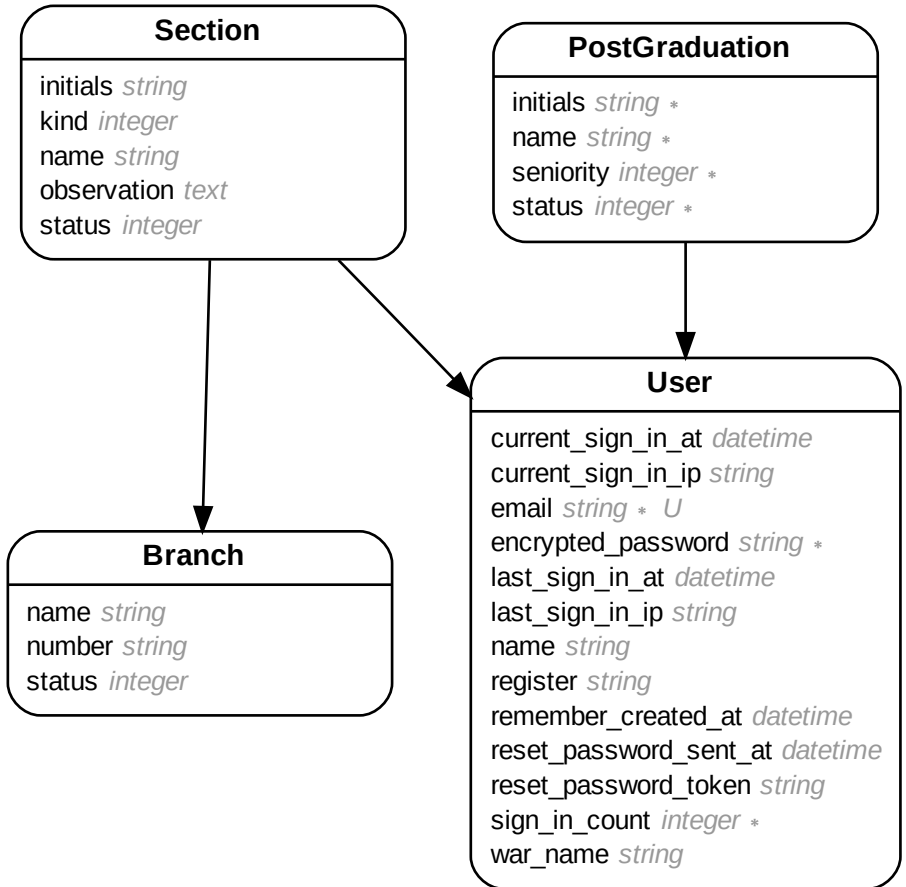 Section
initials string
kind integer
name string
observation text
status integer
PostGraduation
initials string *
name string *
seniority integer *
status integer *
User
current_sign_in_at datetime
current_sign_in_ip string
email string * U
encrypted_password string *
last_sign_in_at datetime
last_sign_in_ip string
name string
register string
remember_created_at datetime
reset_password_sent_at datetime
reset_password_token string
sign_in_count integer *
war_name string
Branch
name string
number string
status integer